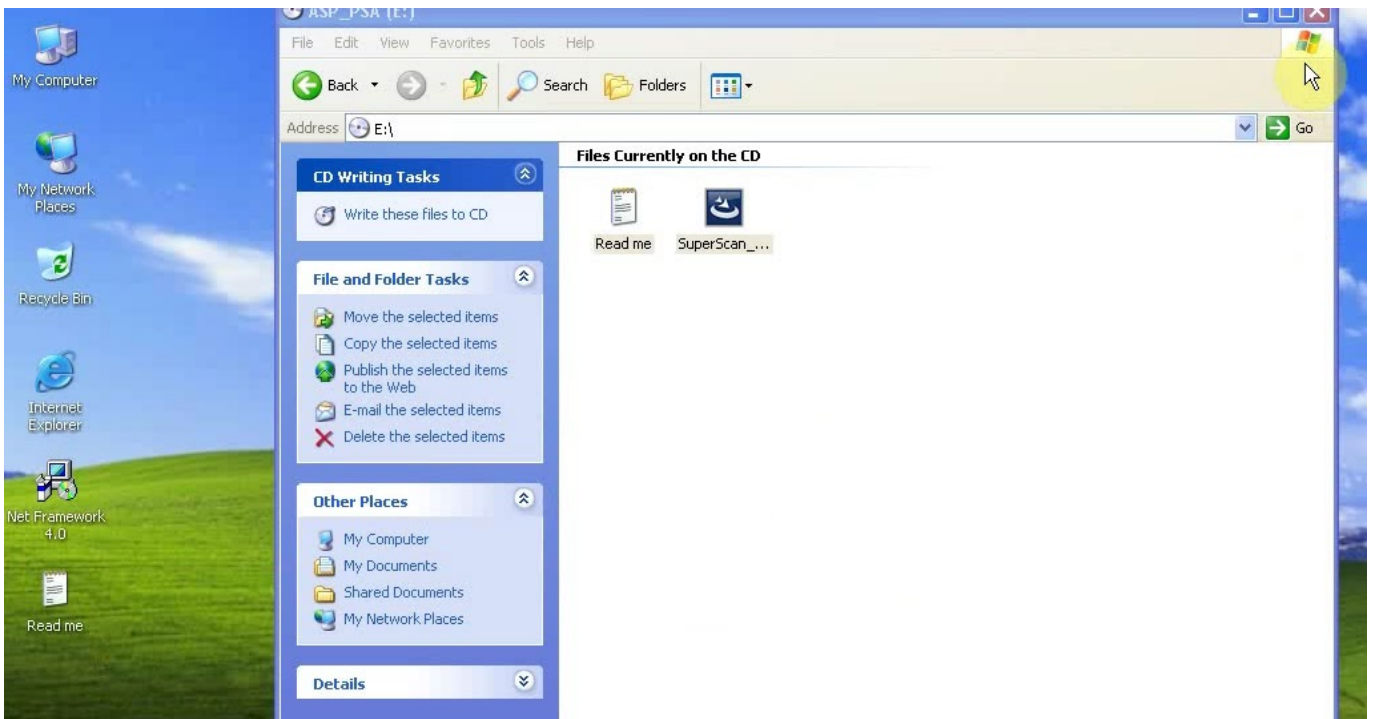 My Computer
My Network
Places
Recycle Bin
Internet
Explorer
Net Framework
4.0
Read me
ASP_PSA (E:)
File Edit View Favorites Tools Help
Back Search Folders
Address E:\ Go
CD Writing Tasks
Write these files to CD
File and Folder Tasks
Move the selected items
Copy the selected items
Publish the selected items
to the Web
E-mail the selected items
Delete the selected items
Other Places
My Computer
My Documents
Shared Documents
My Network Places
Details
Files Currently on the CD
Read me SuperScan_...